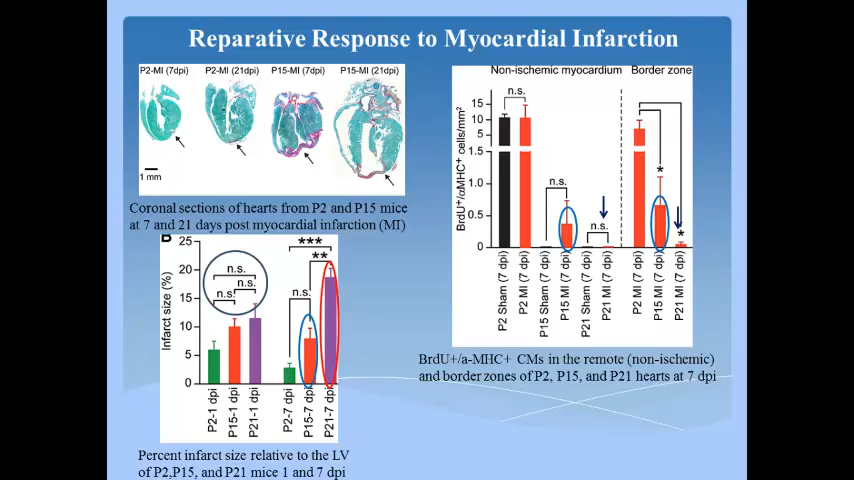 Reparative Response to Myocardial Infarction
P2-MI (7dpi) P2-MI (21dpi) P15-MI (7dpi) P15-MI (21dpi)
1 mm
Coronal sections of hearts from P2 and P15 mice
at 7 and 21 days post myocardial infarction (MI)
B
Infarct size (%)
25
20
15
10
5
0
n.s.
n.s. n.s.
n.s.
***
**
P2-1 dpi
P15-1 dpi
P21-1 dpi
P2-7 dpi
P15-7 dpi
P21-7 dpi
Percent infarct size relative to the LV
of P2,P15, and P21 mice 1 and 7 dpi
Non-ischemic myocardium Border zone
BrdU+/αMHC+ cells/mm²
15
10
5
1.5
1.0
0.5
0
n.s.
n.s.
n.s.
*
*
P2 Sham (7 dpi)
P2 MI (7 dpi)
P15 Sham (7 dpi)
P15 MI (7 dpi)
P21 Sham (7 dpi)
P21 MI (7 dpi)
P2 MI (7 dpi)
P15 MI (7 dpi)
P21 MI (7 dpi)
BrdU+/a-MHC+ CMs in the remote (non-ischemic)
and border zones of P2, P15, and P21 hearts at 7 dpi